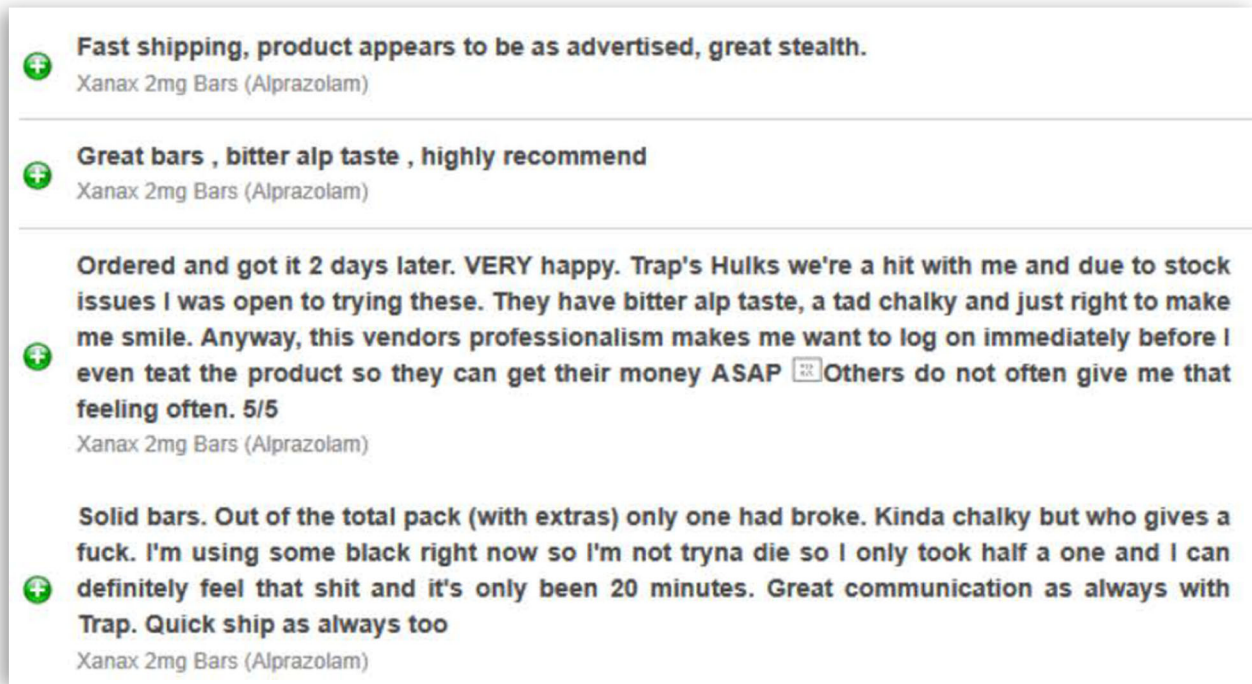 Fast shipping, product appears to be as advertised, great stealth.
Xanax 2mg Bars (Alprazolam)
Great bars , bitter alp taste , highly recommend
Xanax 2mg Bars (Alprazolam)
Ordered and got it 2 days later. VERY happy. Trap's Hulks we're a hit with me and due to stock
issues I was open to trying these. They have bitter alp taste, a tad chalky and just right to make
me smile. Anyway, this vendors professionalism makes me want to log on immediately before I
even teat the product so they can get their money ASAP Others do not often give me that
feeling often. 5/5
Xanax 2mg Bars (Alprazolam)
Solid bars. Out of the total pack (with extras) only one had broke. Kinda chalky but who gives a
fuck. I'm using some black right now so I'm not tryna die so I only took half a one and I can
definitely feel that shit and it's only been 20 minutes. Great communication as always with
Trap. Quick ship as always too
Xanax 2mg Bars (Alprazolam)